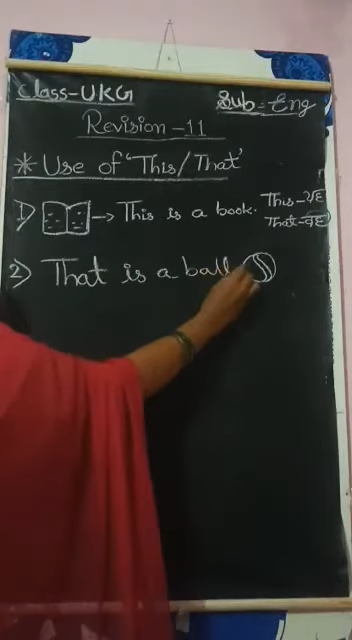 Class-UKG
Sub-Eng
Revision-11
* Use of 'This/That'
1) → This is a book.
This-यह
That-वह
2) That is a ball